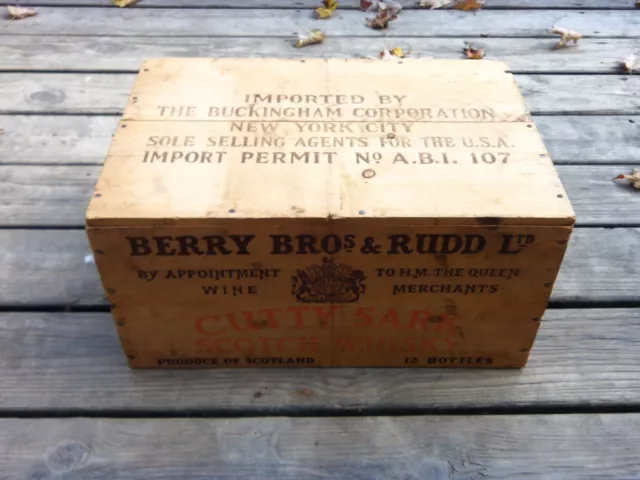 IMPORTED BY
THE BUCKINGHAM CORPORATION
NEW YORK CITY
SOLE SELLING AGENTS FOR THE U.S.A.
IMPORT PERMIT Nº A.B.I. 107
BERRY BROS & RUDD LTD
BY APPOINTMENT TO H.M. THE QUEEN
WINE MERCHANTS
CUTTY SARK
SCOTCH WHISKY
PRODUCE OF SCOTLAND 12 BOTTLES